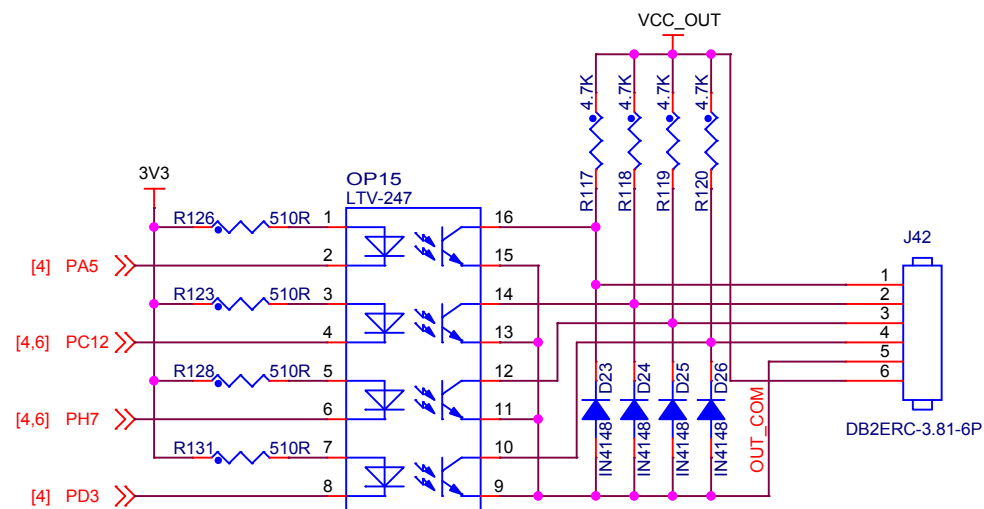 VCC_OUT
4.7K 4.7K 4.7K 4.7K
R117 R118 R119 R120
3V3
OP15
LTV-247
R126 510R 1 16
[4] PA5 2 15
R123 510R 3 14
[4,6] PC12 4 13
R128 510R 5 12
[4,6] PH7 6 11
R131 510R 7 10
[4] PD3 8 9
D23 D24 D25 D26
IN4148 IN4148 IN4148 IN4148
OUT_COM
J42
1
2
3
4
5
6
DB2ERC-3.81-6P